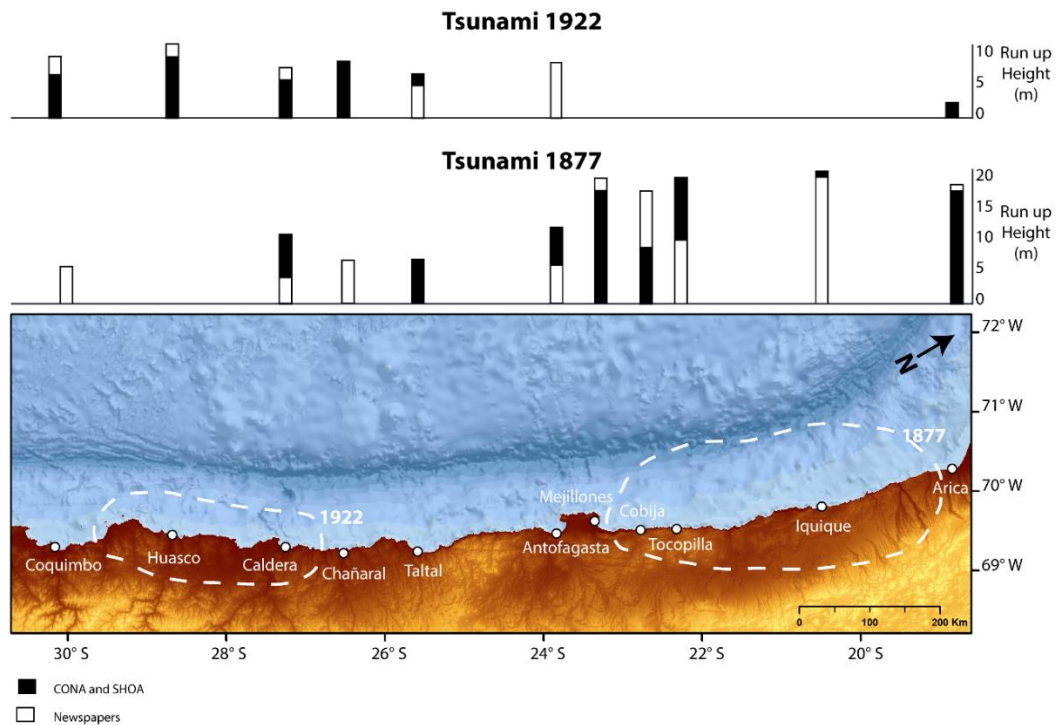 Tsunami 1922
10
5
0
Run up
Height
(m)
Tsunami 1877
20
15
10
5
0
Run up
Height
(m)
72° W
71° W
70° W
69° W
N
1877
1922
Coquimbo
Huasco
Caldera
Chañaral
Taltal
Antofagasta
Mejillones
Cobija
Tocopilla
Iquique
Arica
0 100 200 Km
30° S 28° S 26° S 24° S 22° S 20° S
CONA and SHOA
Newspapers